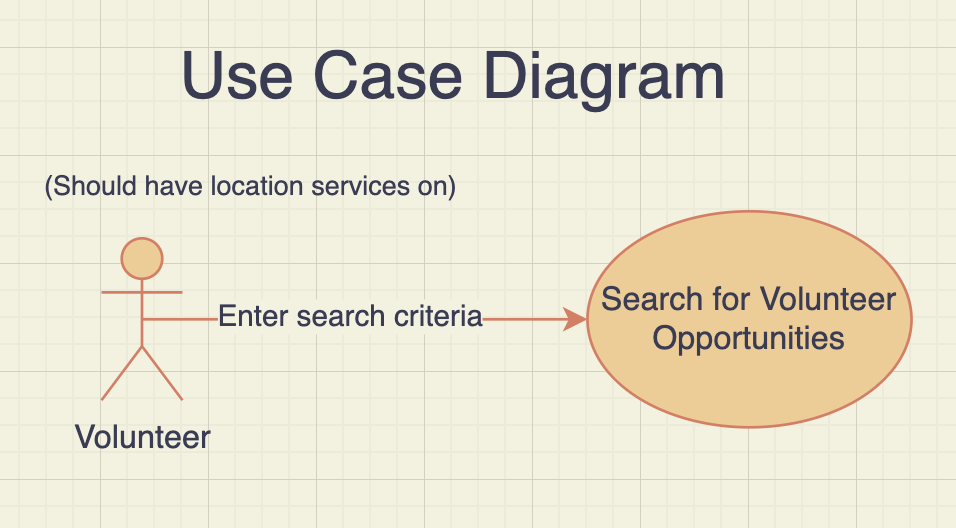 Use Case Diagram
(Should have location services on)
Enter search criteria
Search for Volunteer
Opportunities
Volunteer